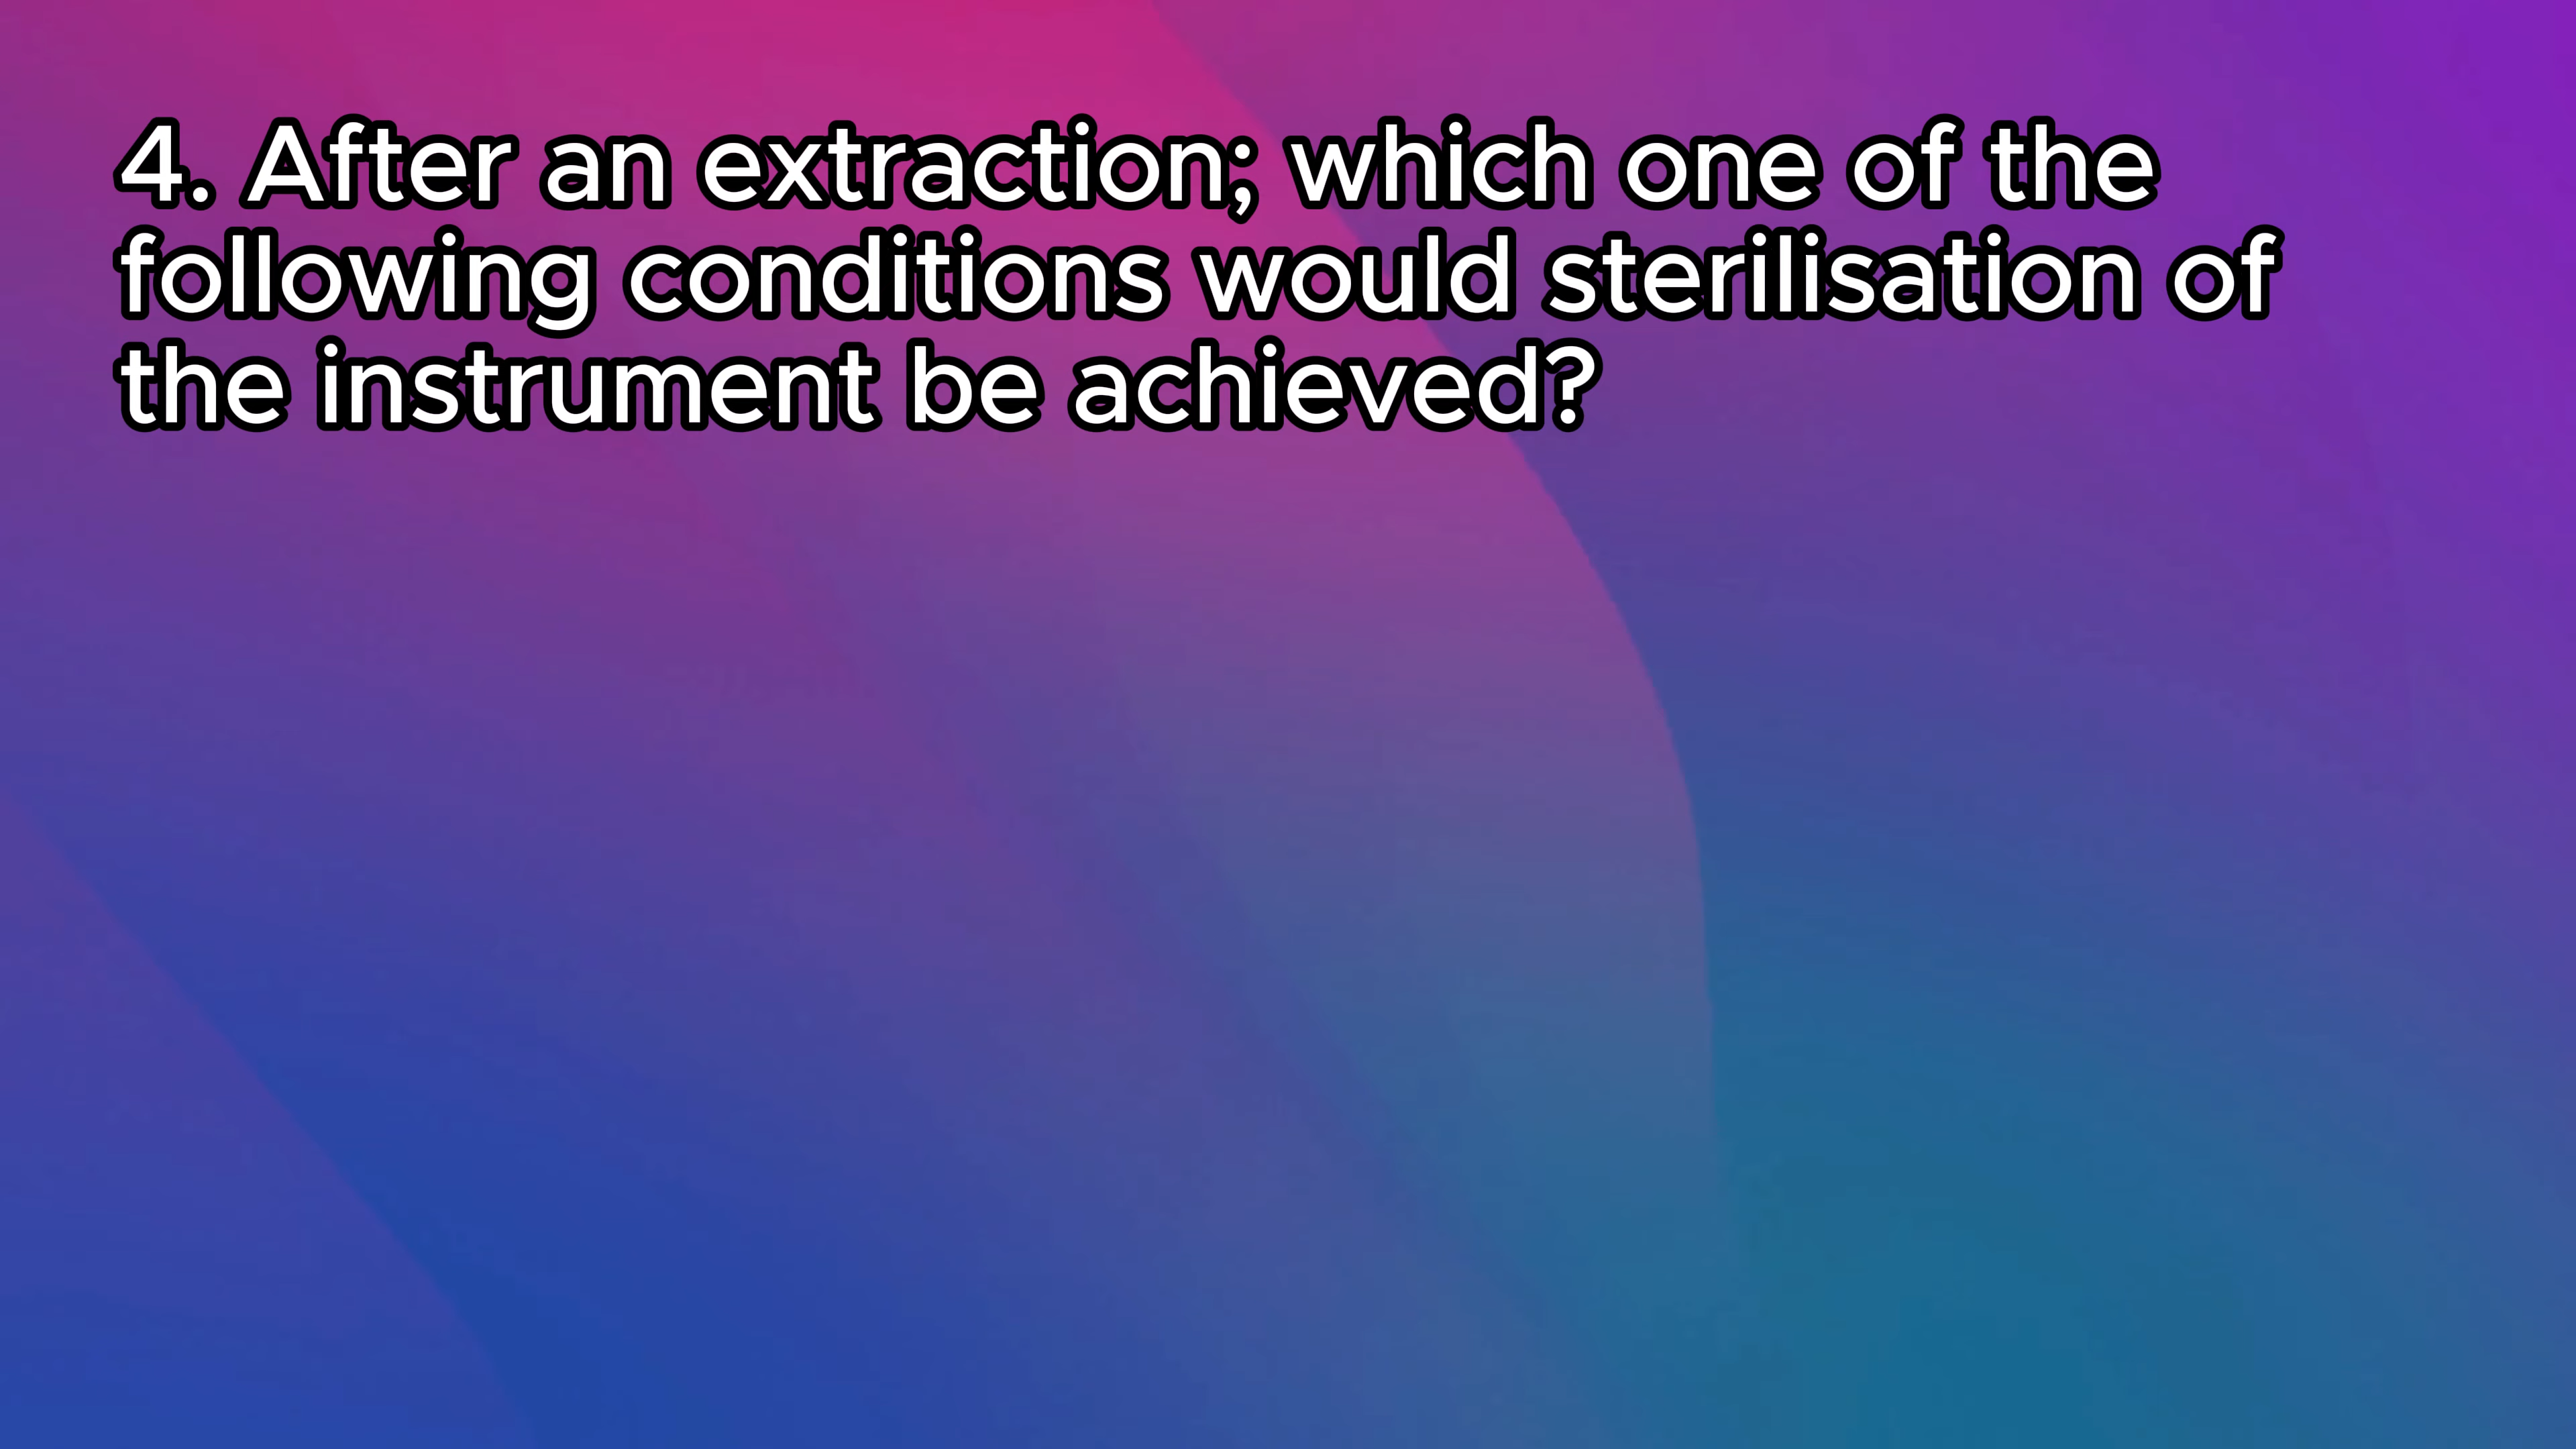 4. After an extraction; which one of the
following conditions would sterilisation of
the instrument be achieved?